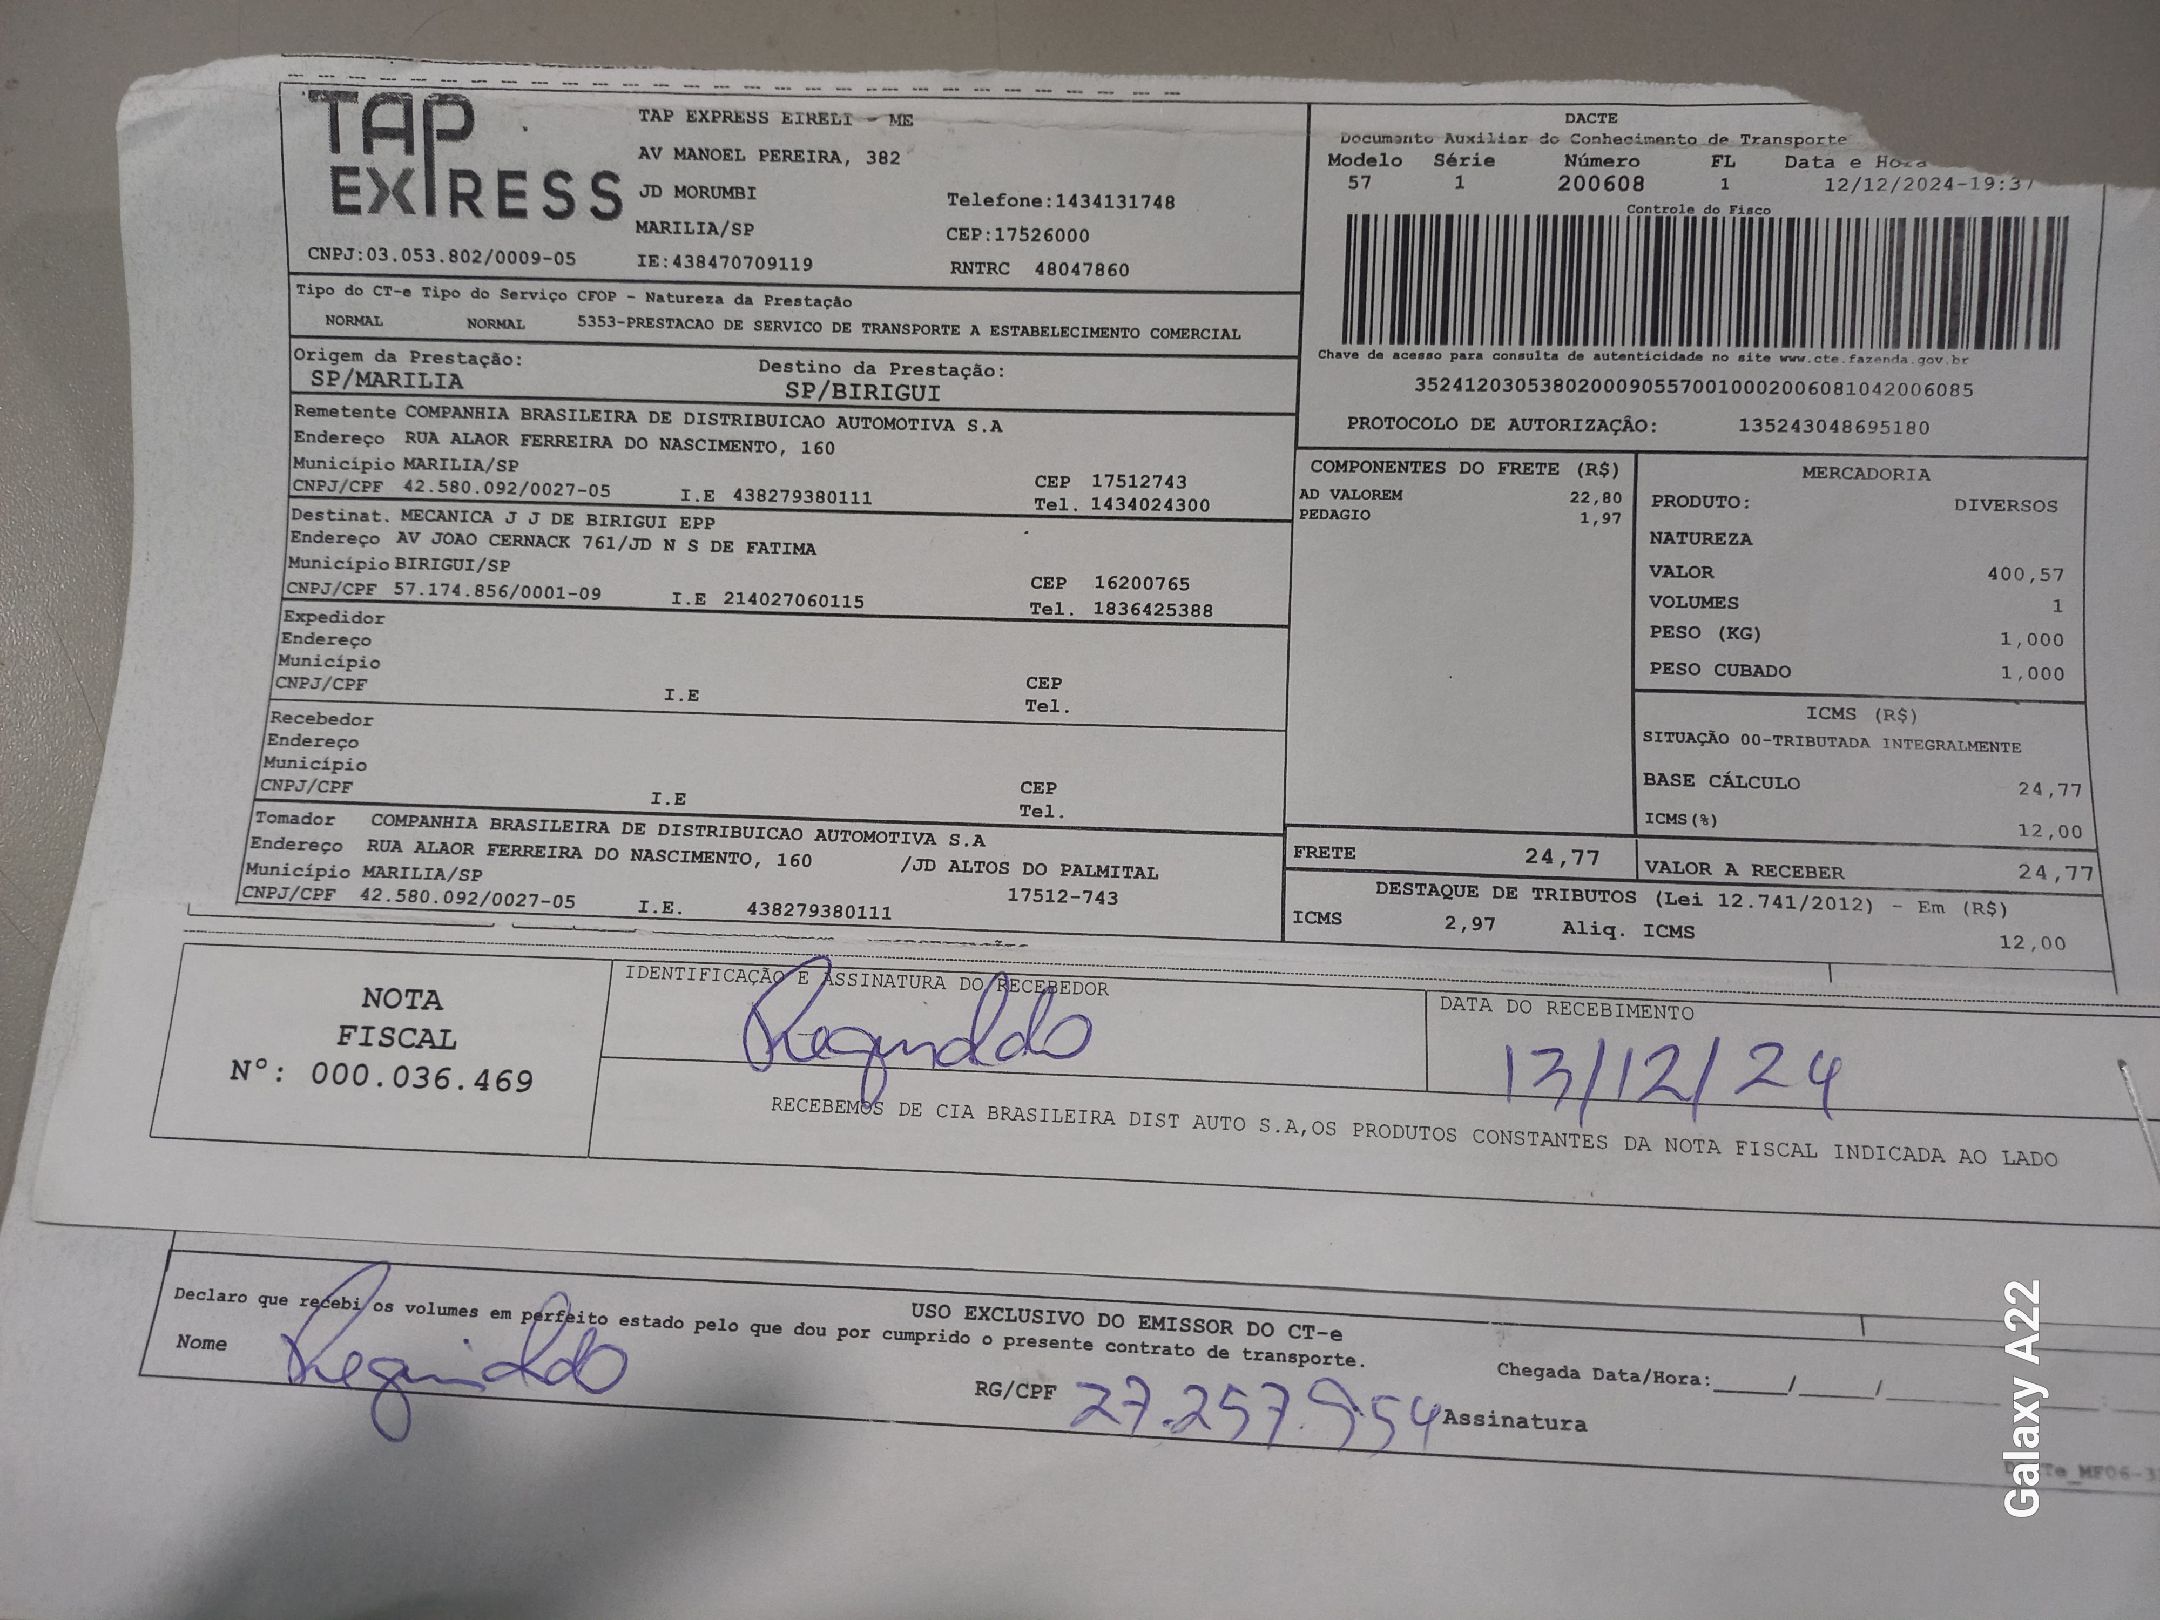 TAP EXPRESS
TAP EXPRESS EIRELI - ME
AV MANOEL PEREIRA, 382
JD MORUMBI
Telefone:1434131748
MARILIA/SP
CEP:17526000
CNPJ:03.053.802/0009-05 IE:438470709119 RNTRC 48047860
DACTE
Documento Auxiliar do Conhecimento de Transporte
Modelo Série Número FL Data e Hora
57 1 200608 1 12/12/2024-19:37
Controle do Fisco
Chave de acesso para consulta de autenticidade no site www.cte.fazenda.gov.br
35241203053802000905570010002006081042006085
PROTOCOLO DE AUTORIZAÇÃO: 135243048695180
Tipo do CT-e Tipo do Serviço CFOP - Natureza da Prestação
NORMAL NORMAL 5353-PRESTACAO DE SERVICO DE TRANSPORTE A ESTABELECIMENTO COMERCIAL
Origem da Prestação: Destino da Prestação:
SP/MARILIA SP/BIRIGUI
Remetente COMPANHIA BRASILEIRA DE DISTRIBUICAO AUTOMOTIVA S.A
Endereço RUA ALAOR FERREIRA DO NASCIMENTO, 160
Município MARILIA/SP CEP 17512743
CNPJ/CPF 42.580.092/0027-05 I.E 438279380111 Tel. 1434024300
Destinat. MECANICA J J DE BIRIGUI EPP
Endereço AV JOAO CERNACK 761/JD N S DE FATIMA
Município BIRIGUI/SP CEP 16200765
CNPJ/CPF 57.174.856/0001-09 I.E 214027060115 Tel. 1836425388
Expedidor
Endereço
Município CEP
CNPJ/CPF I.E Tel.
Recebedor
Endereço
Município CEP
CNPJ/CPF I.E Tel.
Tomador COMPANHIA BRASILEIRA DE DISTRIBUICAO AUTOMOTIVA S.A
Endereço RUA ALAOR FERREIRA DO NASCIMENTO, 160 /JD ALTOS DO PALMITAL
Município MARILIA/SP 17512-743
CNPJ/CPF 42.580.092/0027-05 I.E. 438279380111
COMPONENTES DO FRETE (R$)
AD VALOREM 22,80
PEDAGIO 1,97
MERCADORIA
PRODUTO: DIVERSOS
NATUREZA
VALOR 400,57
VOLUMES 1
PESO (KG) 1,000
PESO CUBADO 1,000
ICMS (R$)
SITUAÇÃO 00-TRIBUTADA INTEGRALMENTE
BASE CÁLCULO 24,77
ICMS(%) 12,00
FRETE 24,77 VALOR A RECEBER 24,77
DESTAQUE DE TRIBUTOS (Lei 12.741/2012) - Em (R$)
ICMS 2,97 Aliq. ICMS 12,00
NOTA
FISCAL
Nº: 000.036.469
IDENTIFICAÇÃO E ASSINATURA DO RECEBEDOR
DATA DO RECEBIMENTO
13/12/24
RECEBEMOS DE CIA BRASILEIRA DIST AUTO S.A,OS PRODUTOS CONSTANTES DA NOTA FISCAL INDICADA AO LADO
USO EXCLUSIVO DO EMISSOR DO CT-e
Declaro que recebi os volumes em perfeito estado pelo que dou por cumprido o presente contrato de transporte.
Nome
RG/CPF 27.257.954 Assinatura
Chegada Data/Hora:_____/_____/
Galaxy A22